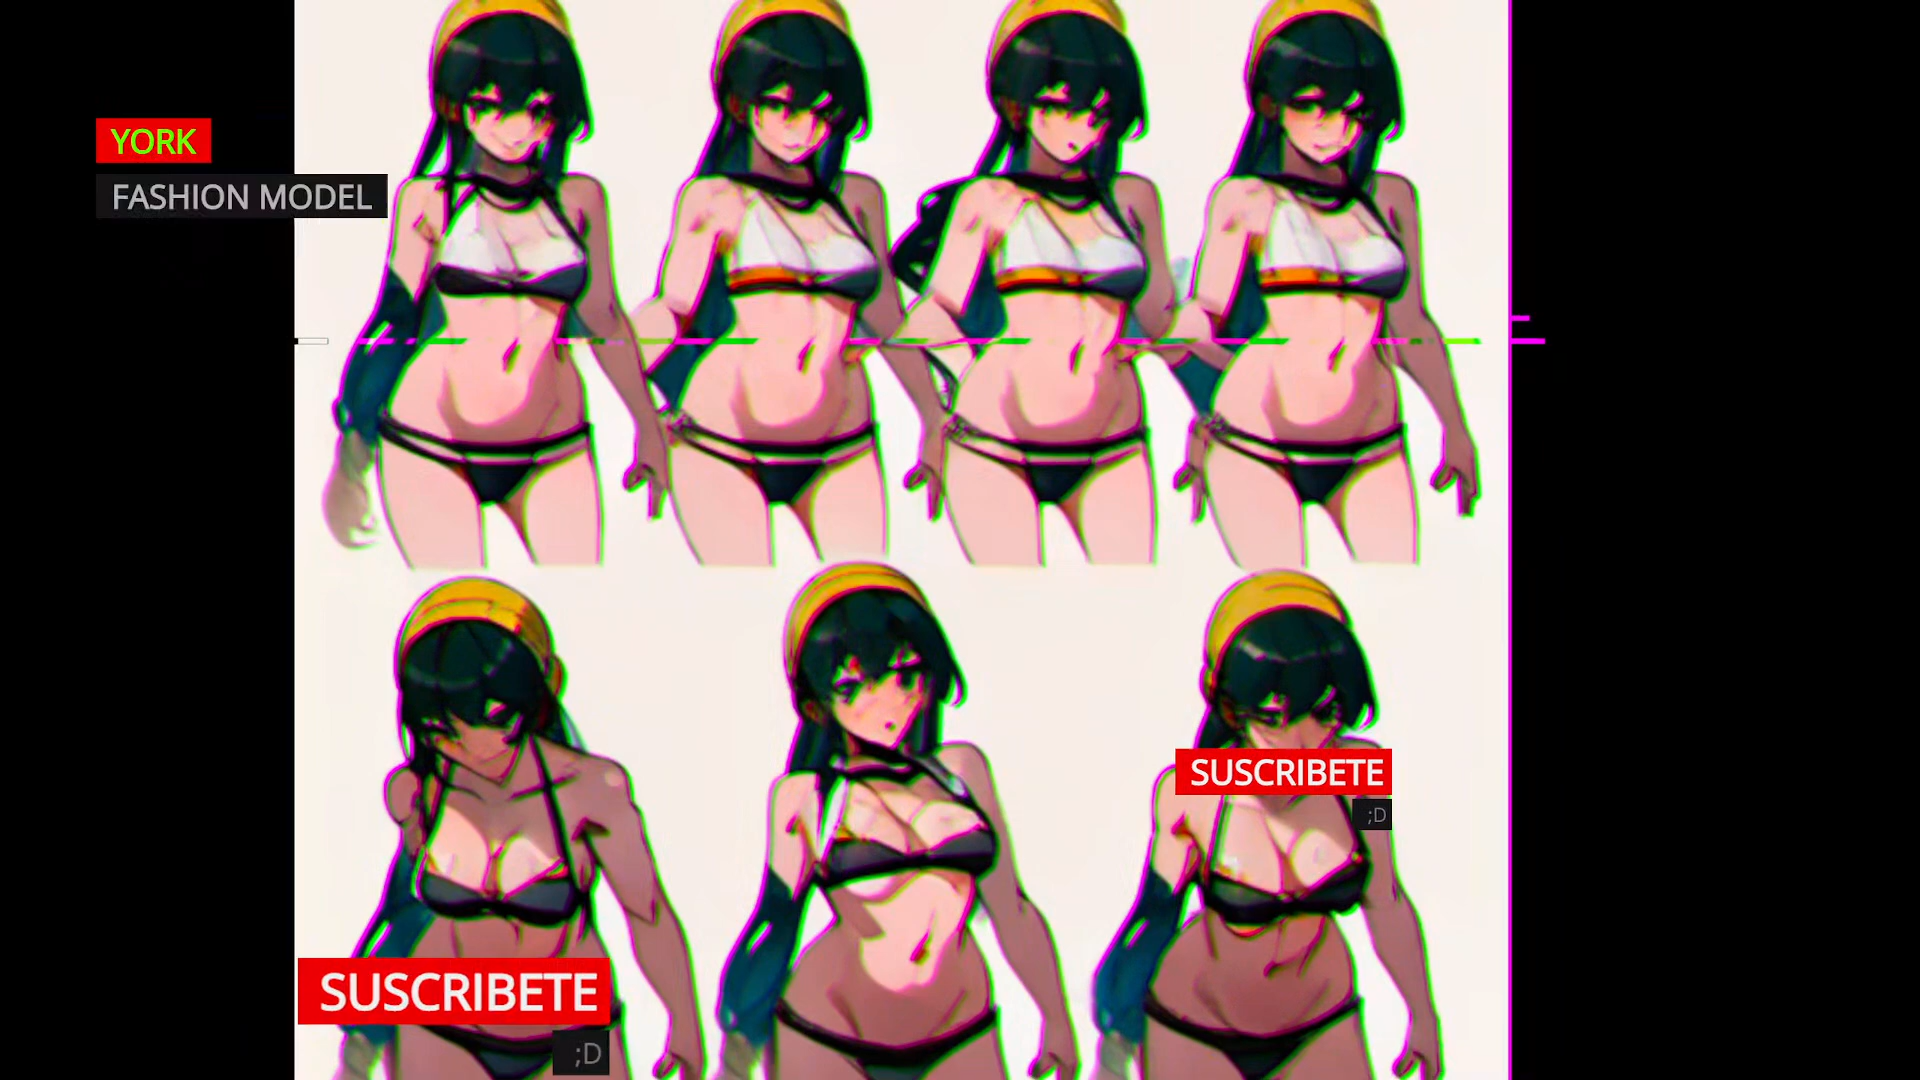 YORK
FASHION MODEL
SUSCRIBETE
;D
SUSCRIBETE
;D